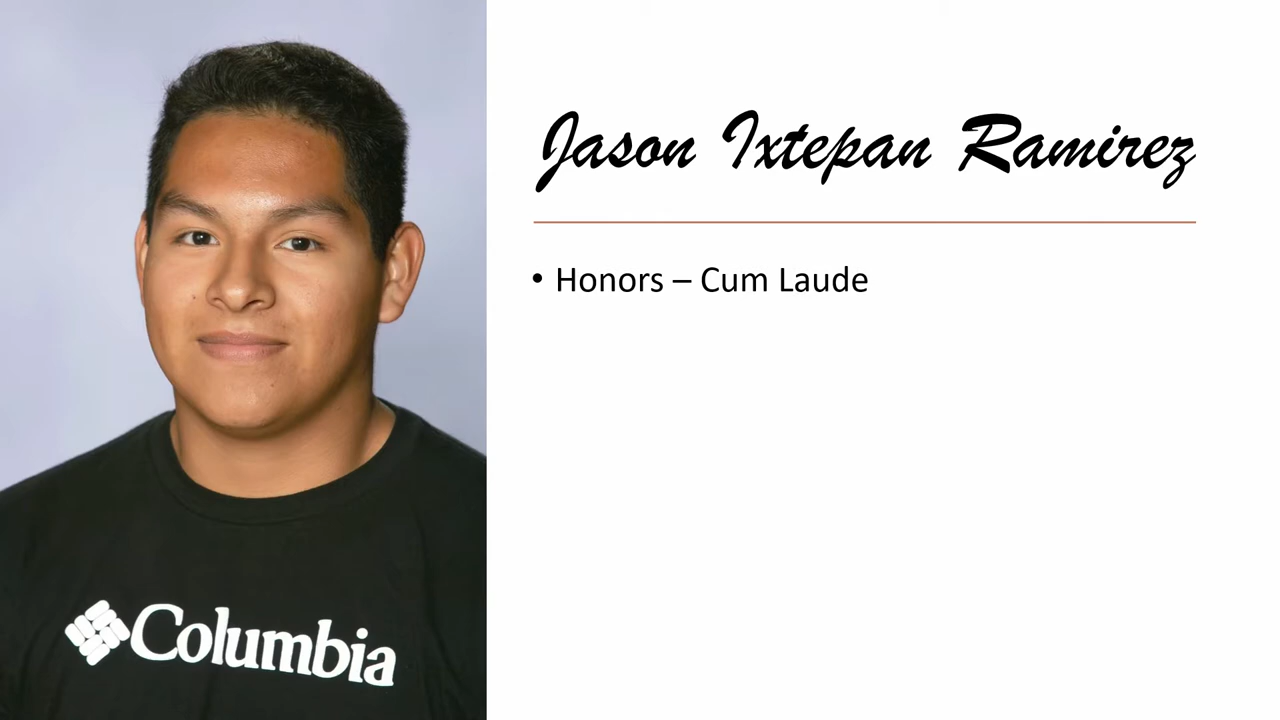 Jason Ixtepan Ramirez
• Honors – Cum Laude
Columbia